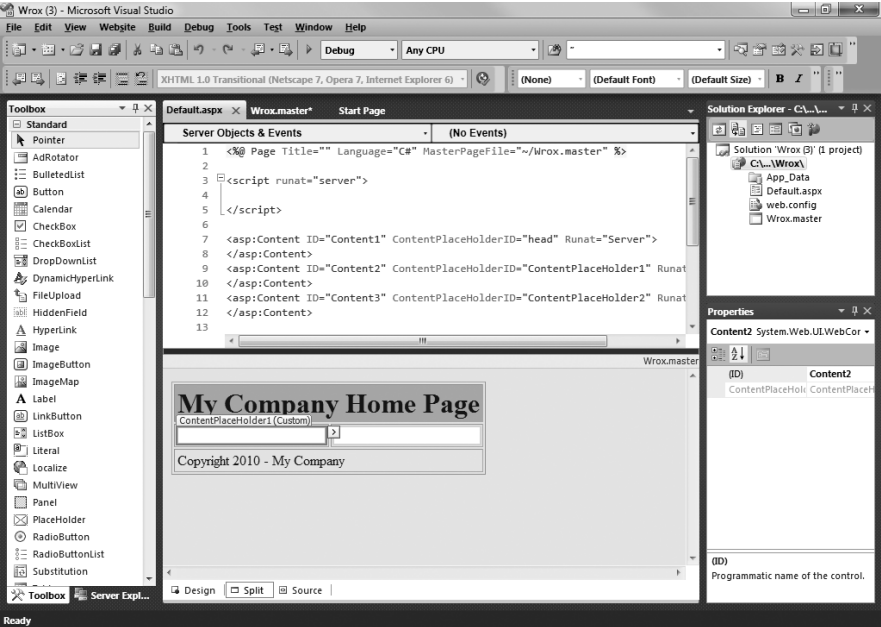 Wrox (3) - Microsoft Visual Studio
File Edit View Website Build Debug Tools Test Window Help
Debug Any CPU ~
XHTML 1.0 Transitional (Netscape 7, Opera 7, Internet Explorer 6) (None) (Default Font) (Default Size) B I
Toolbox
Standard
Pointer
AdRotator
BulletedList
Button
Calendar
CheckBox
CheckBoxList
DropDownList
DynamicHyperLink
FileUpload
HiddenField
HyperLink
Image
ImageButton
ImageMap
Label
LinkButton
ListBox
Literal
Localize
MultiView
Panel
PlaceHolder
RadioButton
RadioButtonList
Substitution
Toolbox Server Expl...
Default.aspx Wrox.master* Start Page
Server Objects & Events (No Events)
1 <%@ Page Title="" Language="C#" MasterPageFile="~/Wrox.master" %>
2
3 <script runat="server">
4
5 </script>
6
7 <asp:Content ID="Content1" ContentPlaceHolderID="head" Runat="Server">
8 </asp:Content>
9 <asp:Content ID="Content2" ContentPlaceHolderID="ContentPlaceHolder1" Runat
10 </asp:Content>
11 <asp:Content ID="Content3" ContentPlaceHolderID="ContentPlaceHolder2" Runat
12 </asp:Content>
13
Wrox.master
My Company Home Page
ContentPlaceHolder1 (Custom)
Copyright 2010 - My Company
Design Split Source
Solution Explorer - C:\...\...
Solution 'Wrox (3)' (1 project)
C:\...\Wrox\
App_Data
Default.aspx
web.config
Wrox.master
Properties
Content2 System.Web.UI.WebCor
(ID) Content2
ContentPlaceHol ContentPlaceH
(ID)
Programmatic name of the control.
Ready